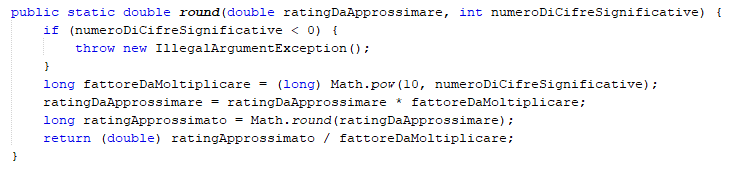 public static double round(double ratingDaApprossimare, int numeroDiCifreSignificative) {
if (numeroDiCifreSignificative < 0) {
throw new IllegalArgumentException();
}
long fattoreDaMoltiplicare = (long) Math.pow(10, numeroDiCifreSignificative);
ratingDaApprossimare = ratingDaApprossimare * fattoreDaMoltiplicare;
long ratingApprossimato = Math.round(ratingDaApprossimare);
return (double) ratingApprossimato / fattoreDaMoltiplicare;
}